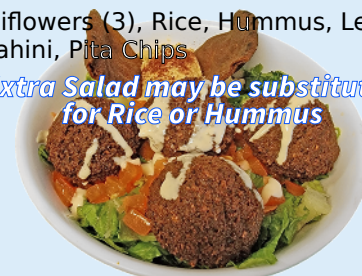 iflowers (3), Rice, Hummus, Le
ahini, Pita Chips
xtra Salad may be substitut
for Rice or Hummus